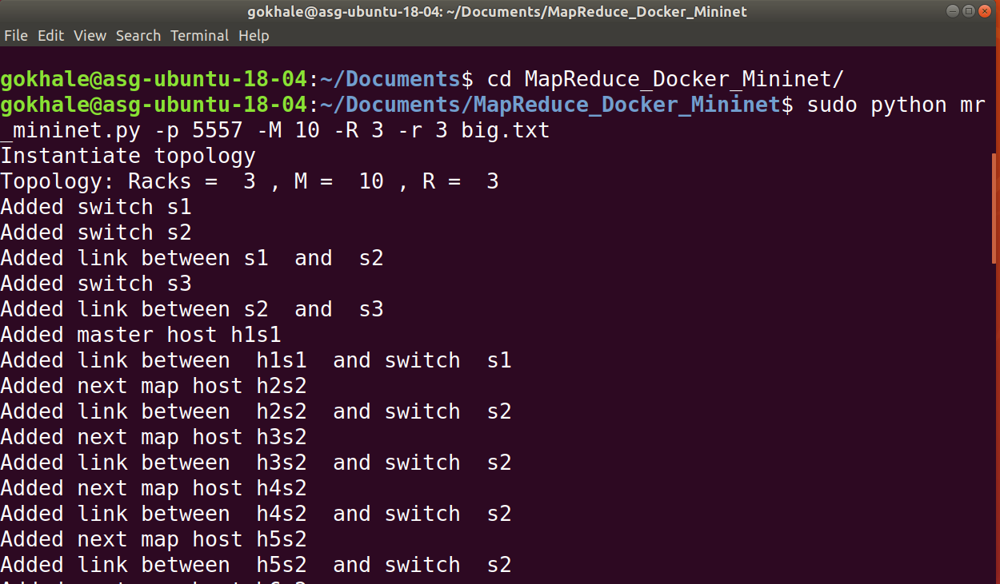 gokhale@asg-ubuntu-18-04: ~/Documents/MapReduce_Docker_Mininet
File Edit View Search Terminal Help
gokhale@asg-ubuntu-18-04:~/Documents$ cd MapReduce_Docker_Mininet/
gokhale@asg-ubuntu-18-04:~/Documents/MapReduce_Docker_Mininet$ sudo python mr
_mininet.py -p 5557 -M 10 -R 3 -r 3 big.txt
Instantiate topology
Topology: Racks =  3 , M =  10 , R =  3
Added switch s1
Added switch s2
Added link between s1  and  s2
Added switch s3
Added link between s2  and  s3
Added master host h1s1
Added link between  h1s1  and switch  s1
Added next map host h2s2
Added link between  h2s2  and switch  s2
Added next map host h3s2
Added link between  h3s2  and switch  s2
Added next map host h4s2
Added link between  h4s2  and switch  s2
Added next map host h5s2
Added link between  h5s2  and switch  s2